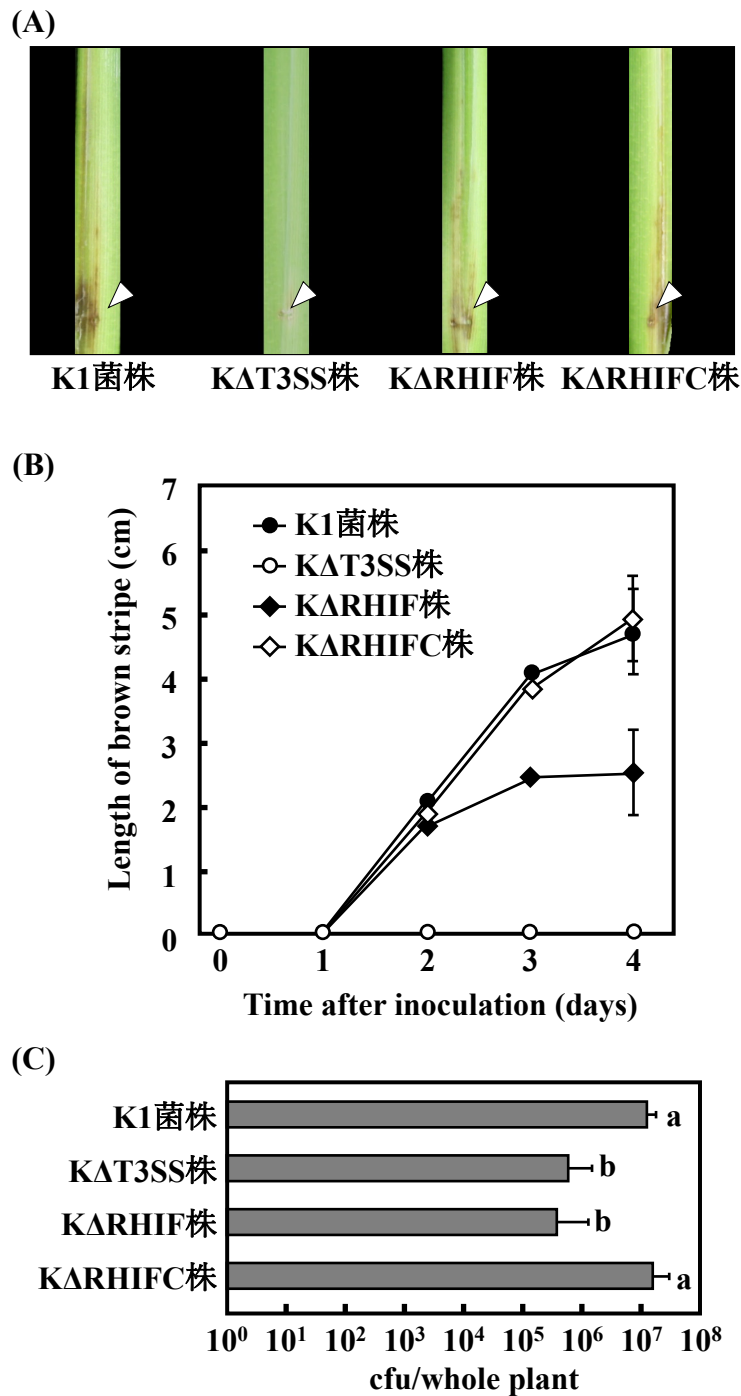 (A)
K1菌株 KΔT3SS株 KΔRHIF株 KΔRHIFC株
(B)
Length of brown stripe (cm)
7
6
5
4
3
2
1
0
K1菌株
KΔT3SS株
KΔRHIF株
KΔRHIFC株
0 1 2 3 4
Time after inoculation (days)
(C)
K1菌株 a
KΔT3SS株 b
KΔRHIF株 b
KΔRHIFC株 a
10⁰ 10¹ 10² 10³ 10⁴ 10⁵ 10⁶ 10⁷ 10⁸
cfu/whole plant